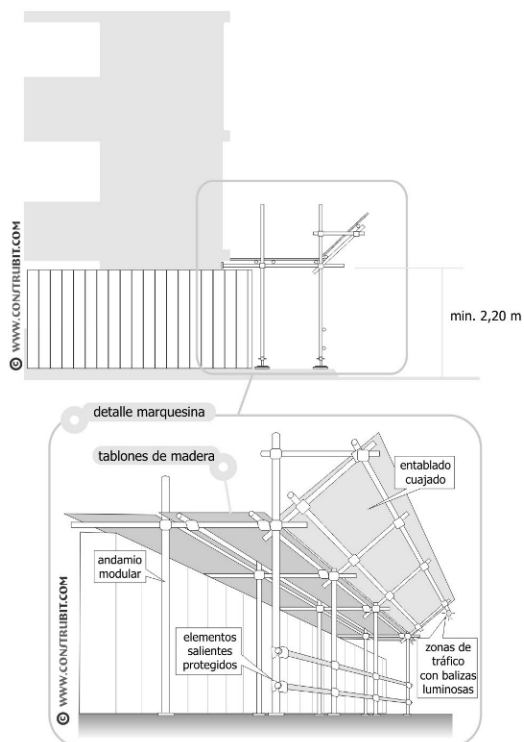 © WWW.CONSTRUBIT.COM
min. 2,20 m
detalle marquesina
tablones de madera
entablado
cuajado
andamio
modular
elementos
salientes
protegidos
zonas de
tráfico
con balizas
luminosas
© WWW.CONSTRUBIT.COM